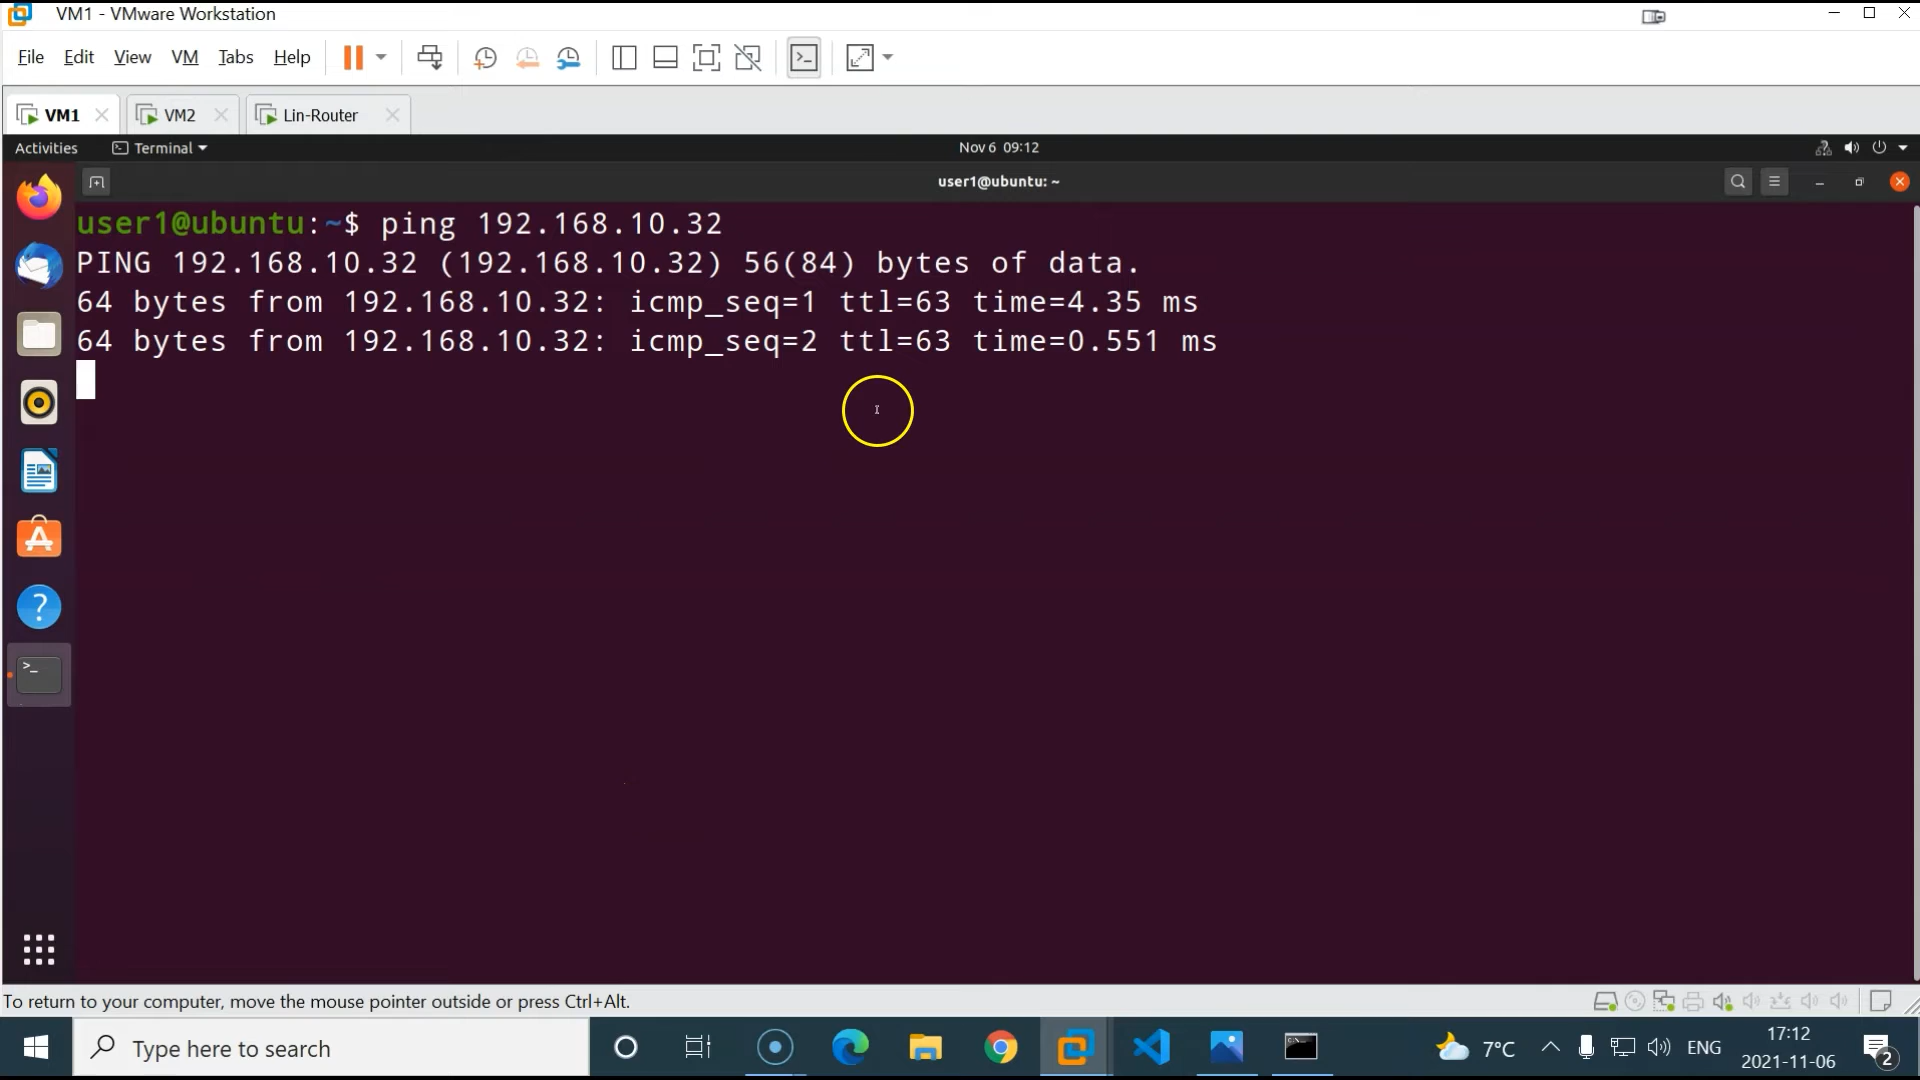 VM1 - VMware Workstation
File Edit View VM Tabs Help
VM1 VM2 Lin-Router
Activities Terminal Nov 6 09:12
user1@ubuntu: ~
user1@ubuntu:~$ ping 192.168.10.32
PING 192.168.10.32 (192.168.10.32) 56(84) bytes of data.
64 bytes from 192.168.10.32: icmp_seq=1 ttl=63 time=4.35 ms
64 bytes from 192.168.10.32: icmp_seq=2 ttl=63 time=0.551 ms
To return to your computer, move the mouse pointer outside or press Ctrl+Alt.
Type here to search 7°C ENG 17:12
2021-11-06 2